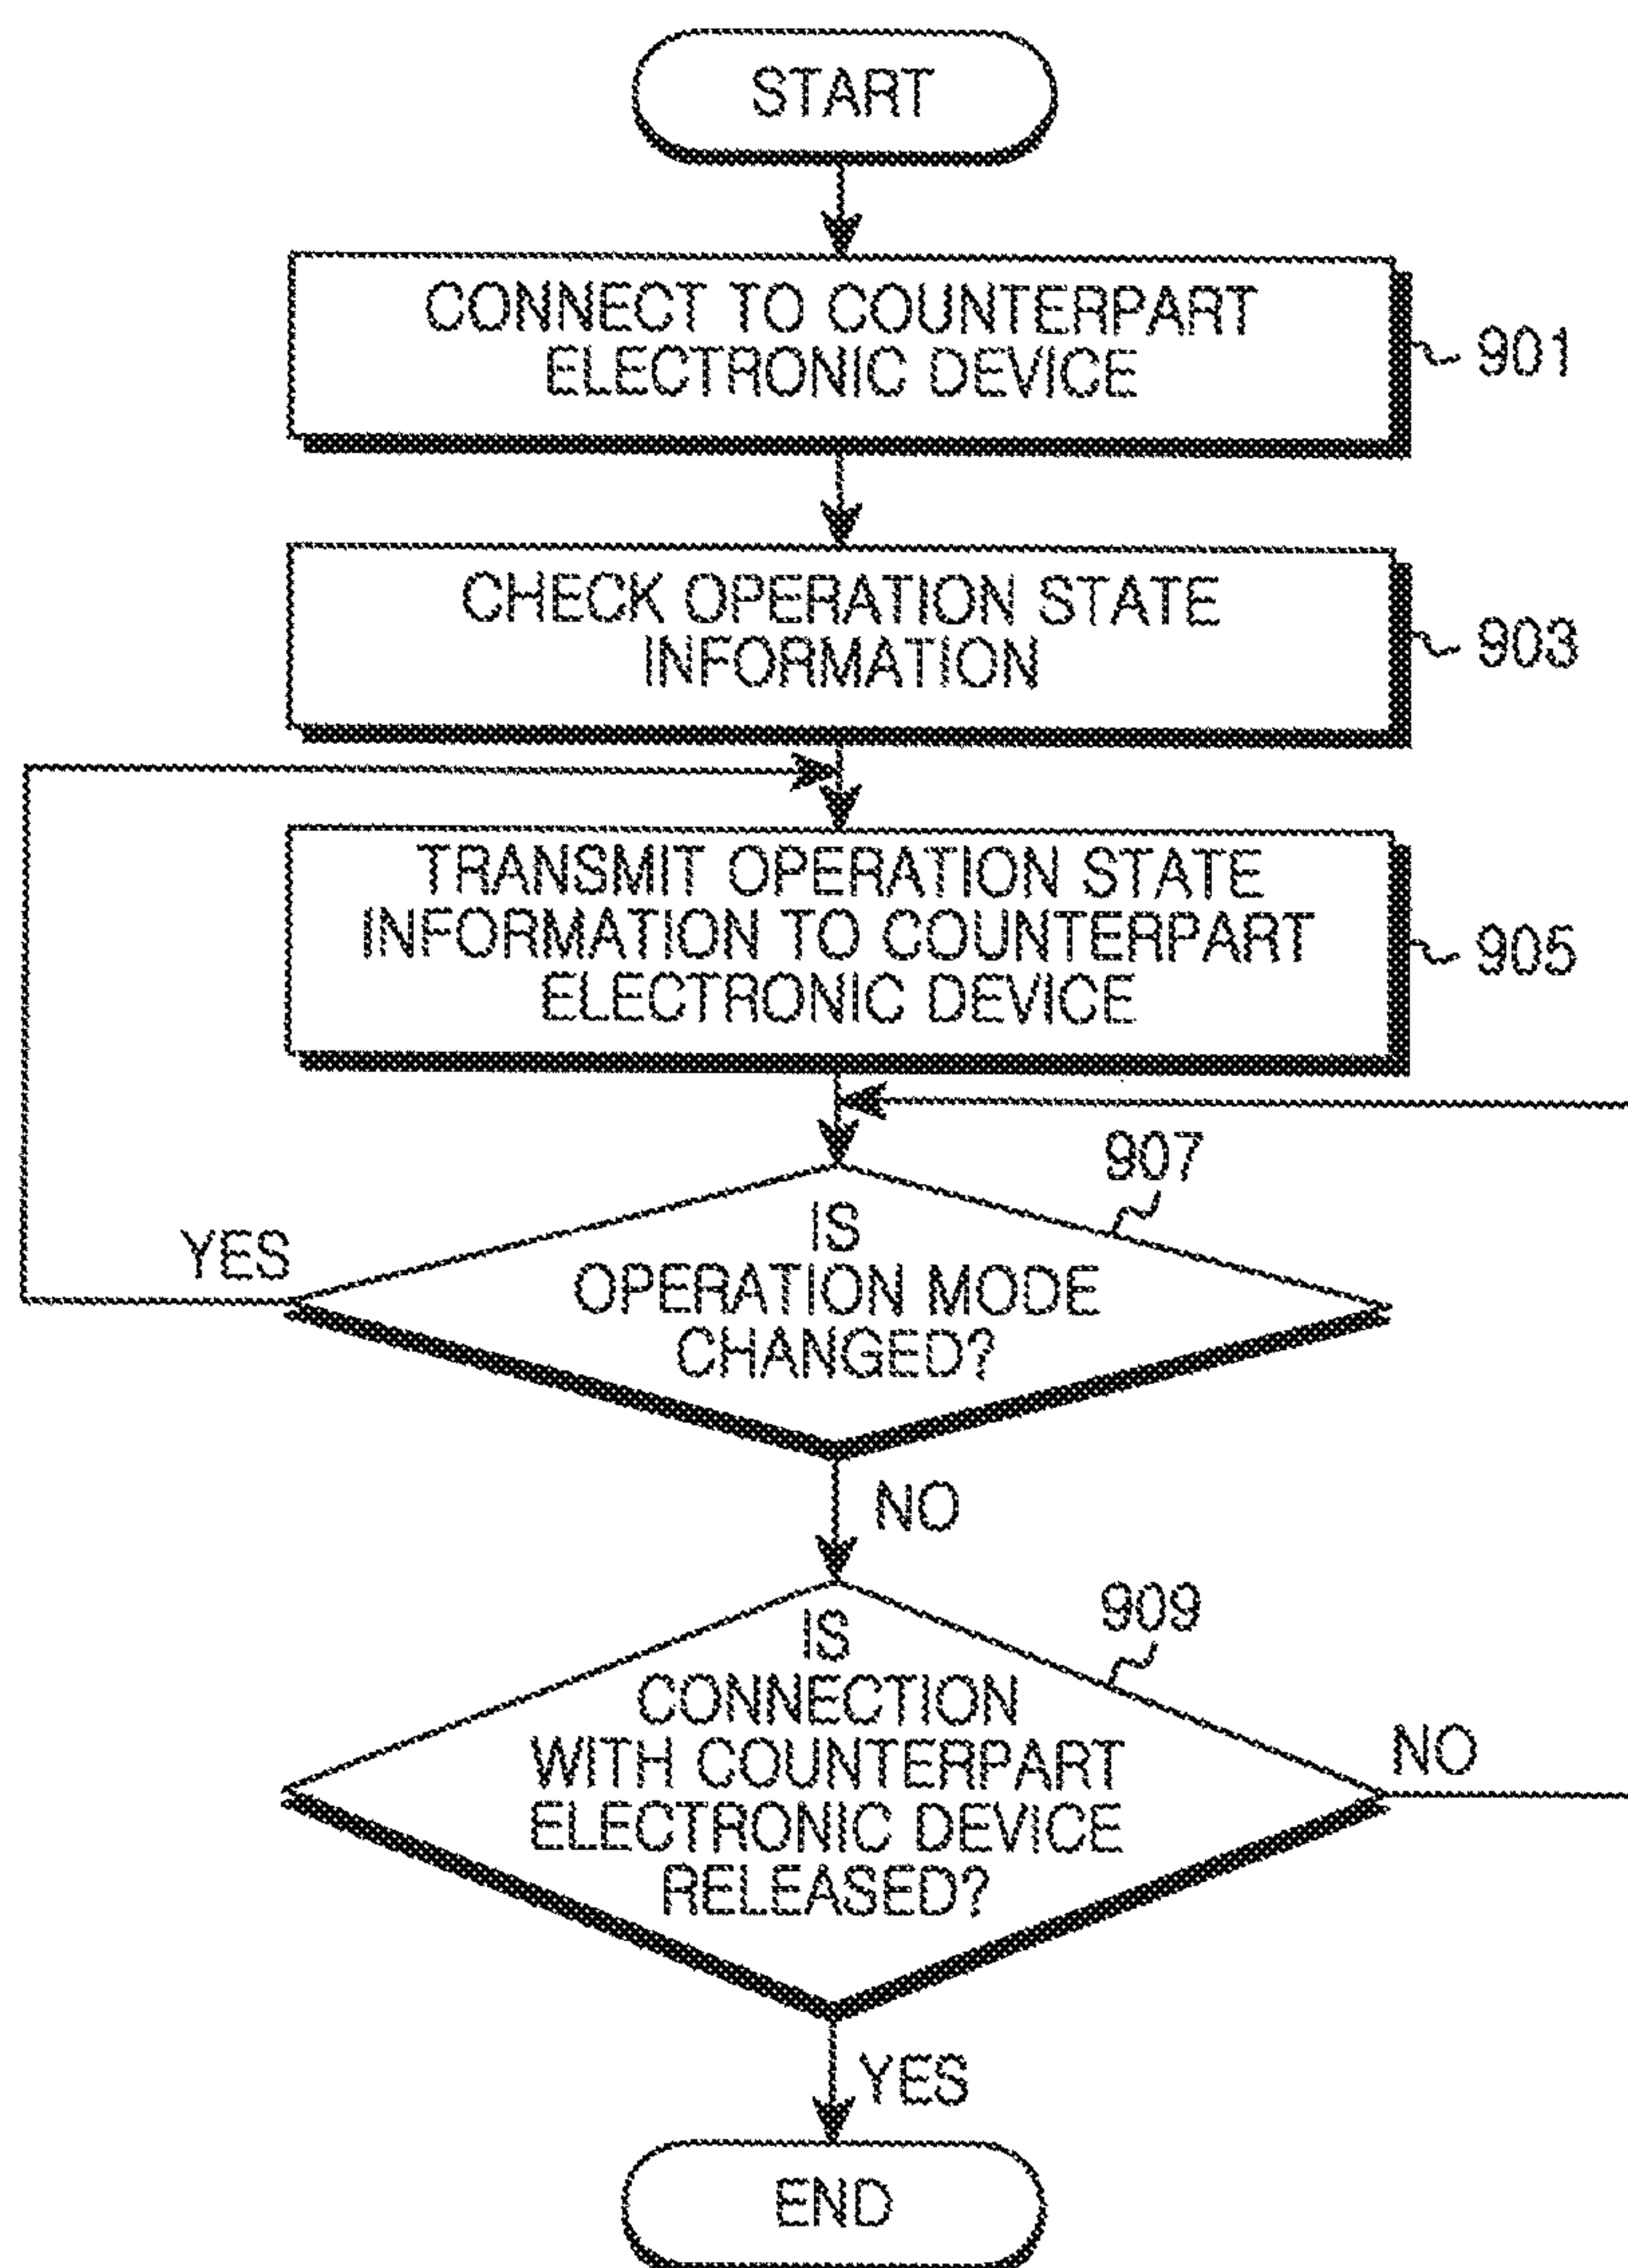 START
CONNECT TO COUNTERPART
ELECTRONIC DEVICE
901
CHECK OPERATION STATE
INFORMATION
903
TRANSMIT OPERATION STATE
INFORMATION TO COUNTERPART
ELECTRONIC DEVICE
905
907
IS
OPERATION MODE
CHANGED?
YES
NO
909
IS
CONNECTION
WITH COUNTERPART
ELECTRONIC DEVICE
RELEASED?
NO
YES
END